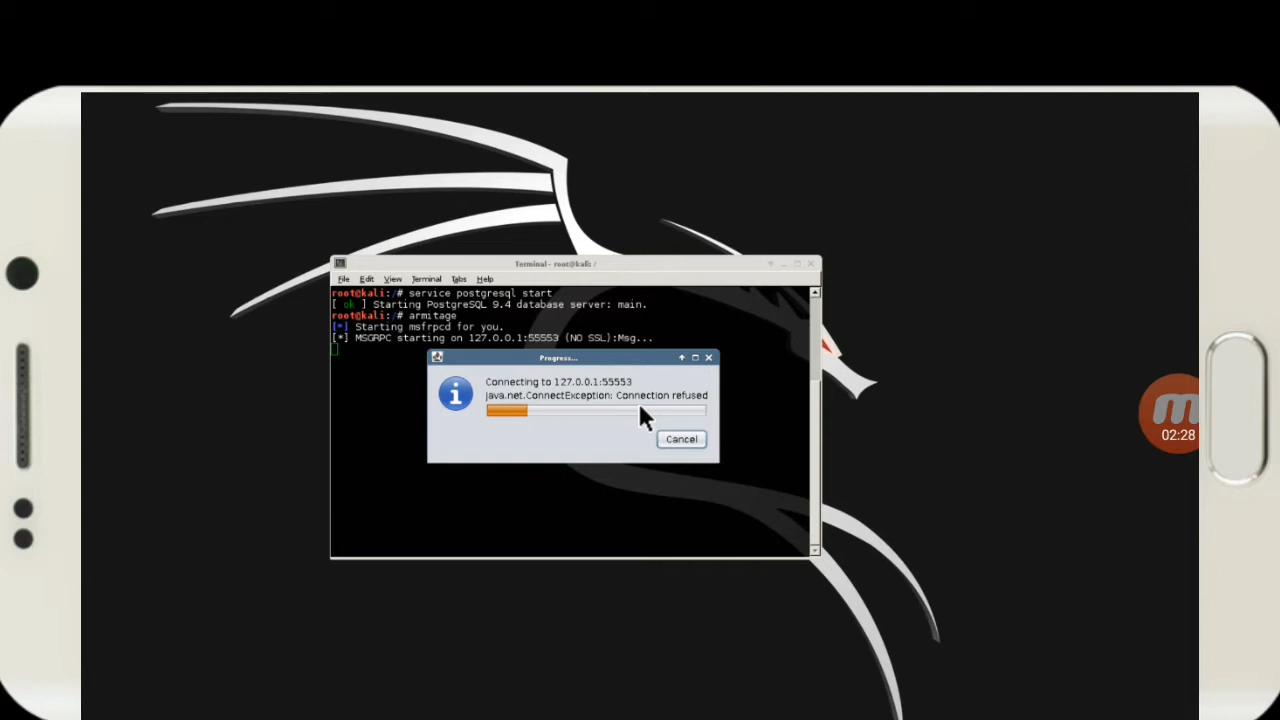 Terminal - root@kali: /
File Edit View Terminal Tabs Help
root@kali:/# service postgresql start
[ ok ] Starting PostgreSQL 9.4 database server: main.
root@kali:/# armitage
[*] Starting msfrpcd for you.
[*] MSGRPC starting on 127.0.0.1:55553 (NO SSL):Msg...
Progress...
Connecting to 127.0.0.1:55553
java.net.ConnectException: Connection refused
Cancel
02:28